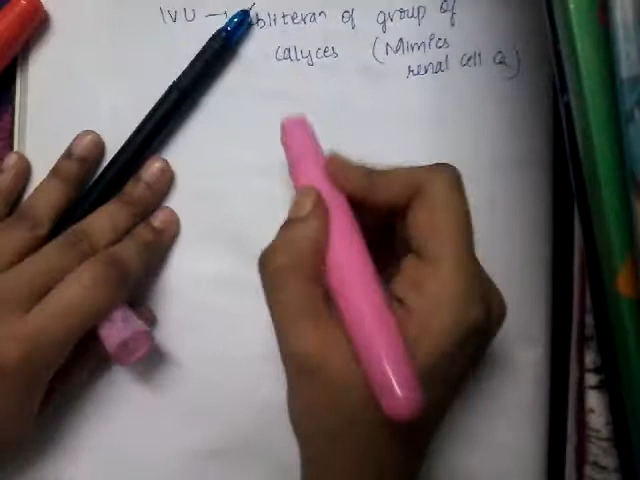 IVU → obliteran of group of
calyces (Mimics
renal cell Ca)